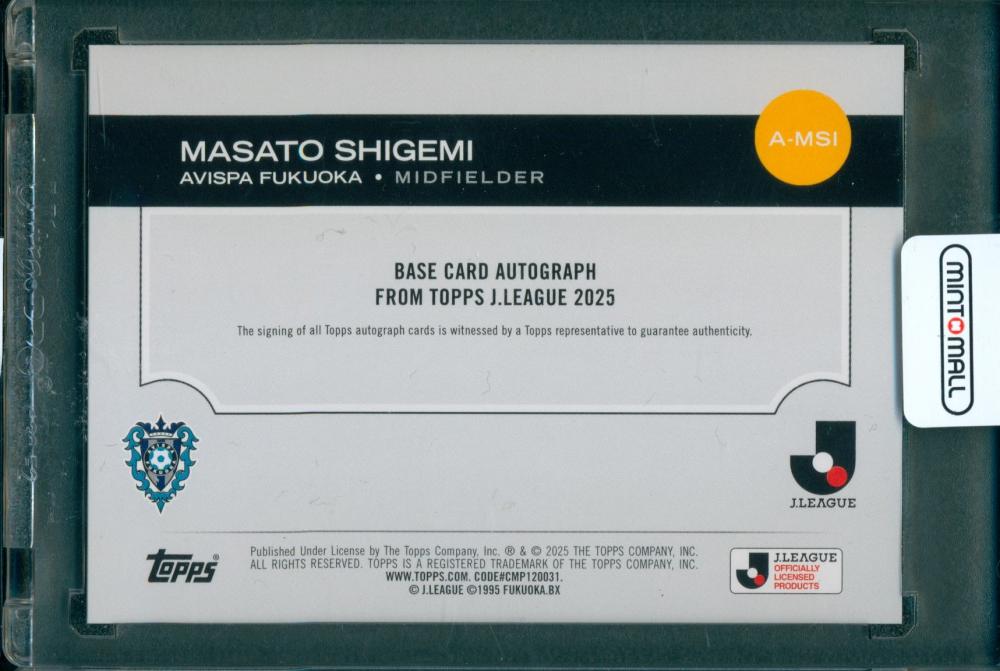 MASATO SHIGEMI
AVISPA FUKUOKA • MIDFIELDER
A-MSI
BASE CARD AUTOGRAPH
FROM TOPPS J.LEAGUE 2025
The signing of all Topps autograph cards is witnessed by a Topps representative to guarantee authenticity.
MINT MALL
J.LEAGUE
topps®
Published Under License by The Topps Company, Inc. ® & © 2025 THE TOPPS COMPANY, INC.
ALL RIGHTS RESERVED. TOPPS IS A REGISTERED TRADEMARK OF THE TOPPS COMPANY, INC.
WWW.TOPPS.COM. CODE#CMP120031.
© J.LEAGUE ©1995 FUKUOKA.BX
J.LEAGUE
OFFICIALLY
LICENSED
PRODUCTS